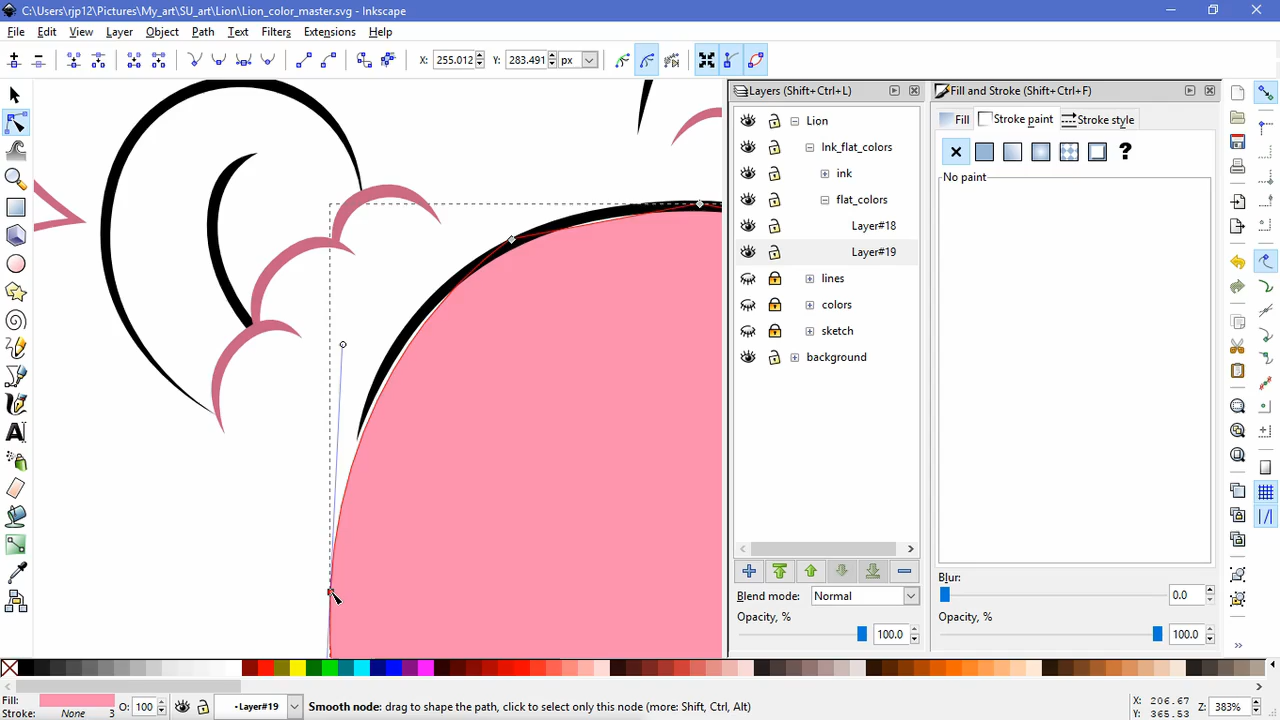 C:\Users\rjp12\Pictures\My_art\SU_art\Lion\Lion_color_master.svg - Inkscape
File Edit View Layer Object Path Text Filters Extensions Help
X: 255.012 Y: 283.491 px
Layers (Shift+Ctrl+L)
Fill and Stroke (Shift+Ctrl+F)
Lion
Ink_flat_colors
ink
flat_colors
Layer#18
Layer#19
lines
colors
sketch
background
Fill Stroke paint Stroke style
?
No paint
Blend mode: Normal
Opacity, %
100.0
Blur:
0.0
Opacity, %
100.0
Fill:
Stroke: None 3
O: 100
•Layer#19
Smooth node: drag to shape the path, click to select only this node (more: Shift, Ctrl, Alt)
X: 206.67
Y: 365.53
Z: 383%